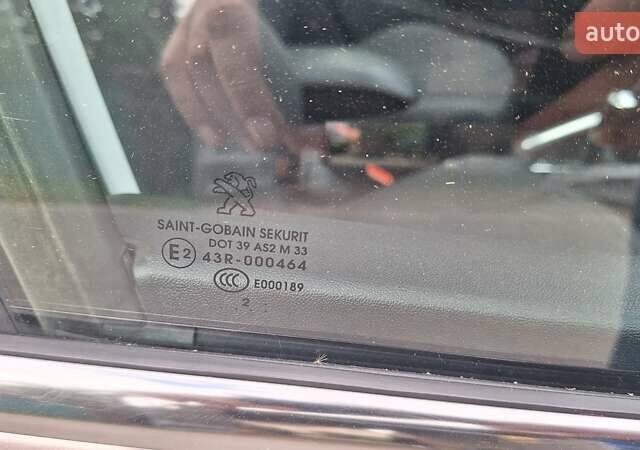 auto
SAINT-GOBAIN SEKURIT
DOT 39 AS2 M 33
E2 43R-000464
CCC E000189
2